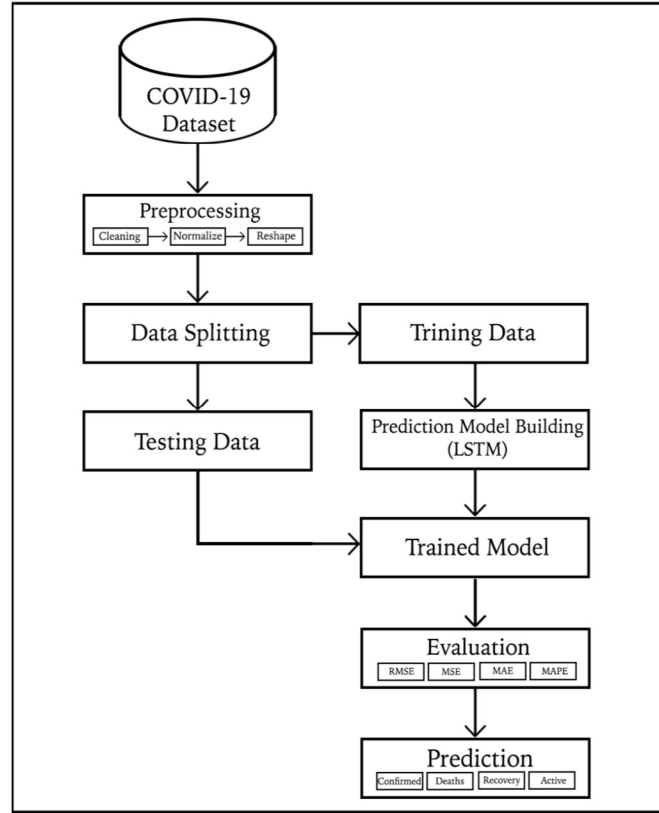 COVID-19
Dataset
Preprocessing
Cleaning Normalize Reshape
Data Splitting
Trining Data
Testing Data
Prediction Model Building
(LSTM)
Trained Model
Evaluation
RMSE MSE MAE MAPE
Prediction
Confirmed Deaths Recovery Active